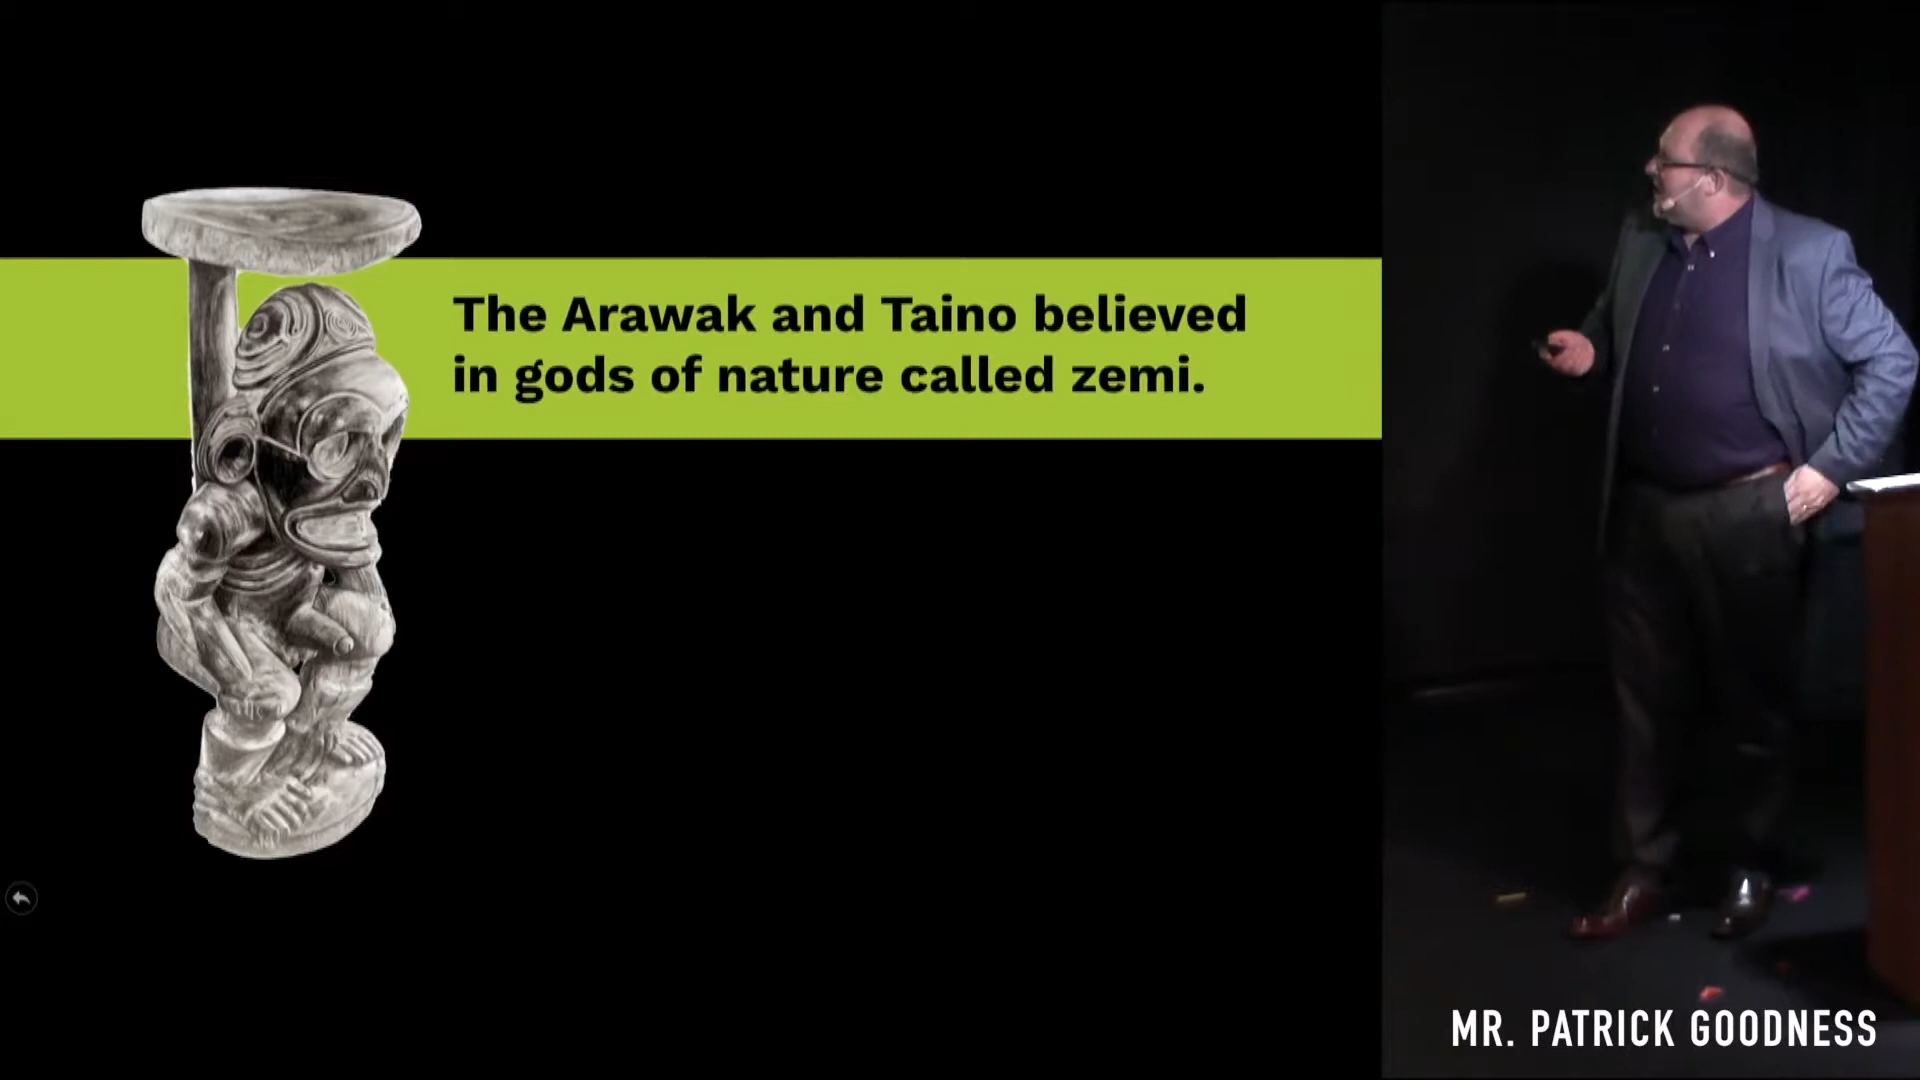 The Arawak and Taino believed
in gods of nature called zemi.
MR. PATRICK GOODNESS